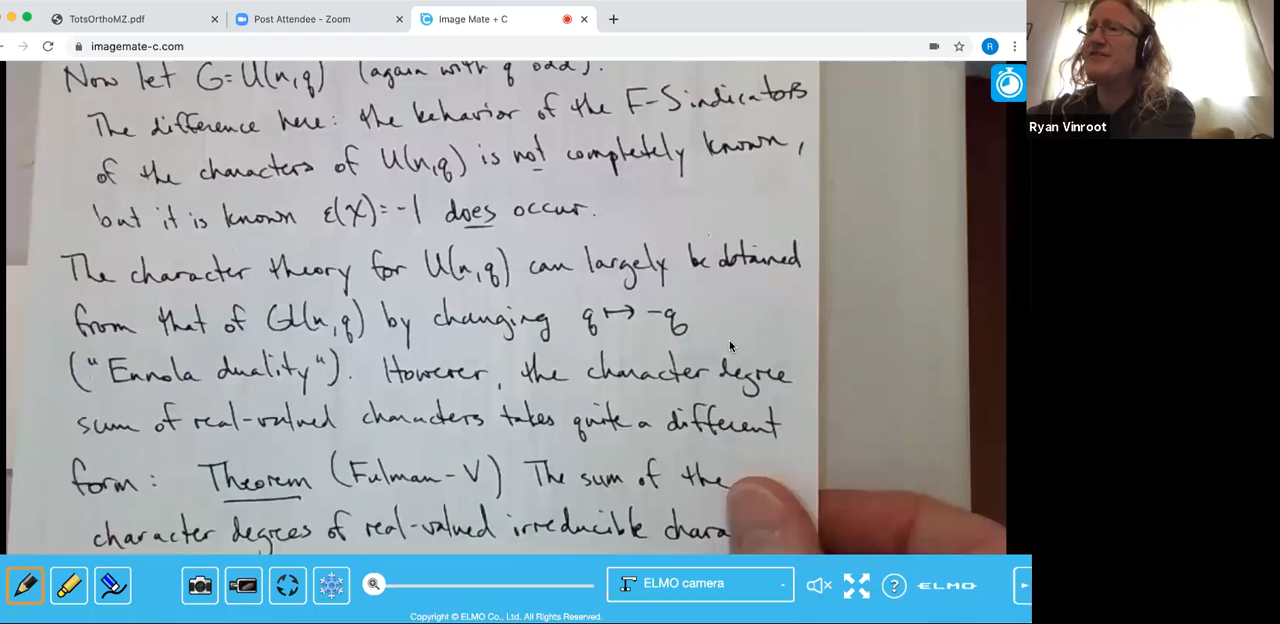 TotsOrthoMZ.pdf
Post Attendee - Zoom
Image Mate + C
imagemate-c.com
R
Ryan Vinroot
Now let G=U(n,q) (again with q odd).
The difference here: the behavior of the F-S indicators
of the characters of U(n,q) is not completely known,
but it is known ε(χ)=-1 does occur.
The character theory for U(n,q) can largely be obtained
from that of GL(n,q) by changing q ↦ -q
("Ennola duality"). However, the character degree
sum of real-valued characters takes quite a different
form: Theorem (Fulman-V) The sum of the
character degrees of real-valued irreducible chara
ELMO camera
ELMO
Copyright © ELMO Co., Ltd. All Rights Reserved.